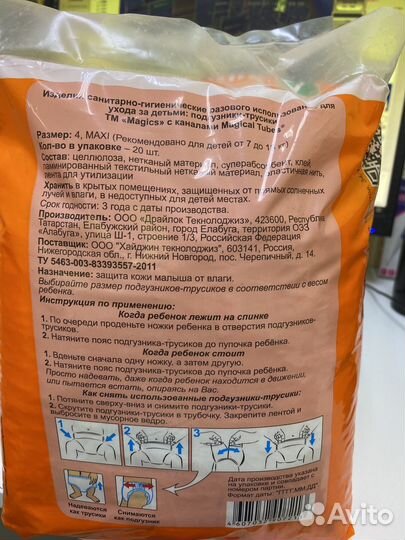 Изделия санитарно-гигиенические разового использования для
ухода за детьми: подгузники-трусики
ТМ «Magics» с каналами Magical Tubes
Размер: 4, MAXI (Рекомендовано для детей от 7 до кг)
Кол-во в упаковке – 20 шт.
Состав: целлюлоза, нетканый материал, суперабсорбент, клей,
ламинированный текстильный нетканый материал, эластичная нить,
лента для утилизации
Хранить в крытых помещениях, защищенных от прямых солнечных
лучей и влаги, в недоступных для детей местах.
Срок годности: 3 года с даты производства.
Производитель: ООО «Драйлок Текнолоджиз», 423600, Республика
Татарстан, Елабужский район, город Елабуга, территория ОЭЗ
«Алабуга», улица Ш-1, строение 1/3, Российская Федерация
Поставщик: ООО "Хайджин текнолоджиз", 603141, Россия,
Нижегородская обл., г. Нижний Новгород, пос. Черепичный, д. 14.
ТУ 5463-003-83393557-2011
Назначение: защита кожи малыша от влаги.
Выбирайте размер подгузников-трусиков в соответствии с весом
ребенка.
Инструкция по применению:
Когда ребенок лежит на спинке
1. По очереди проденьте ножки ребенка в отверстия подгузников-
трусиков.
2. Натяните пояс подгузника-трусиков до пупочка ребёнка.
Когда ребенок стоит
1. Вденьте сначала одну ножку, а затем другую.
2. Натяните пояс подгузника-трусиков до пупочка ребёнка.
Просто надевать, даже когда ребенок находится в движении,
или пытается встать, опираясь на Вас.
Как снять использованные подгузники-трусики:
1. Потяните сверху-вниз и снимите подгузники-трусики.
2. Скрутите подгузники-трусики в трубочку. Закрепите лентой и
выбросите в мусорное ведро.
1
2
3
Надеваются
как трусики
Снимаются
как подгузник
Дата производства указана
на упаковке и совпадает с
номером партии.
Формат даты: "ГГГГ.ММ.ДД"
Avito